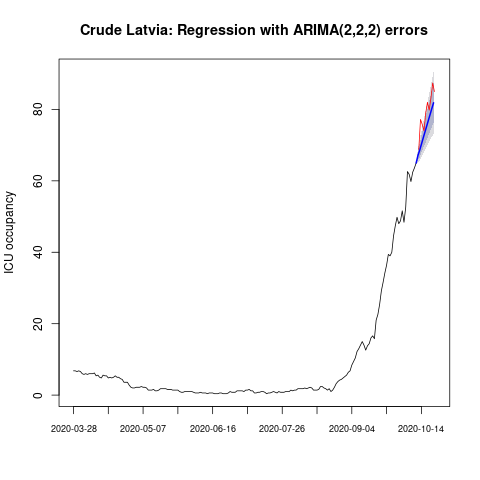 Crude Latvia: Regression with ARIMA(2,2,2) errors
ICU occupancy
80
60
40
20
0
2020-03-28 2020-05-07 2020-06-16 2020-07-26 2020-09-04 2020-10-14